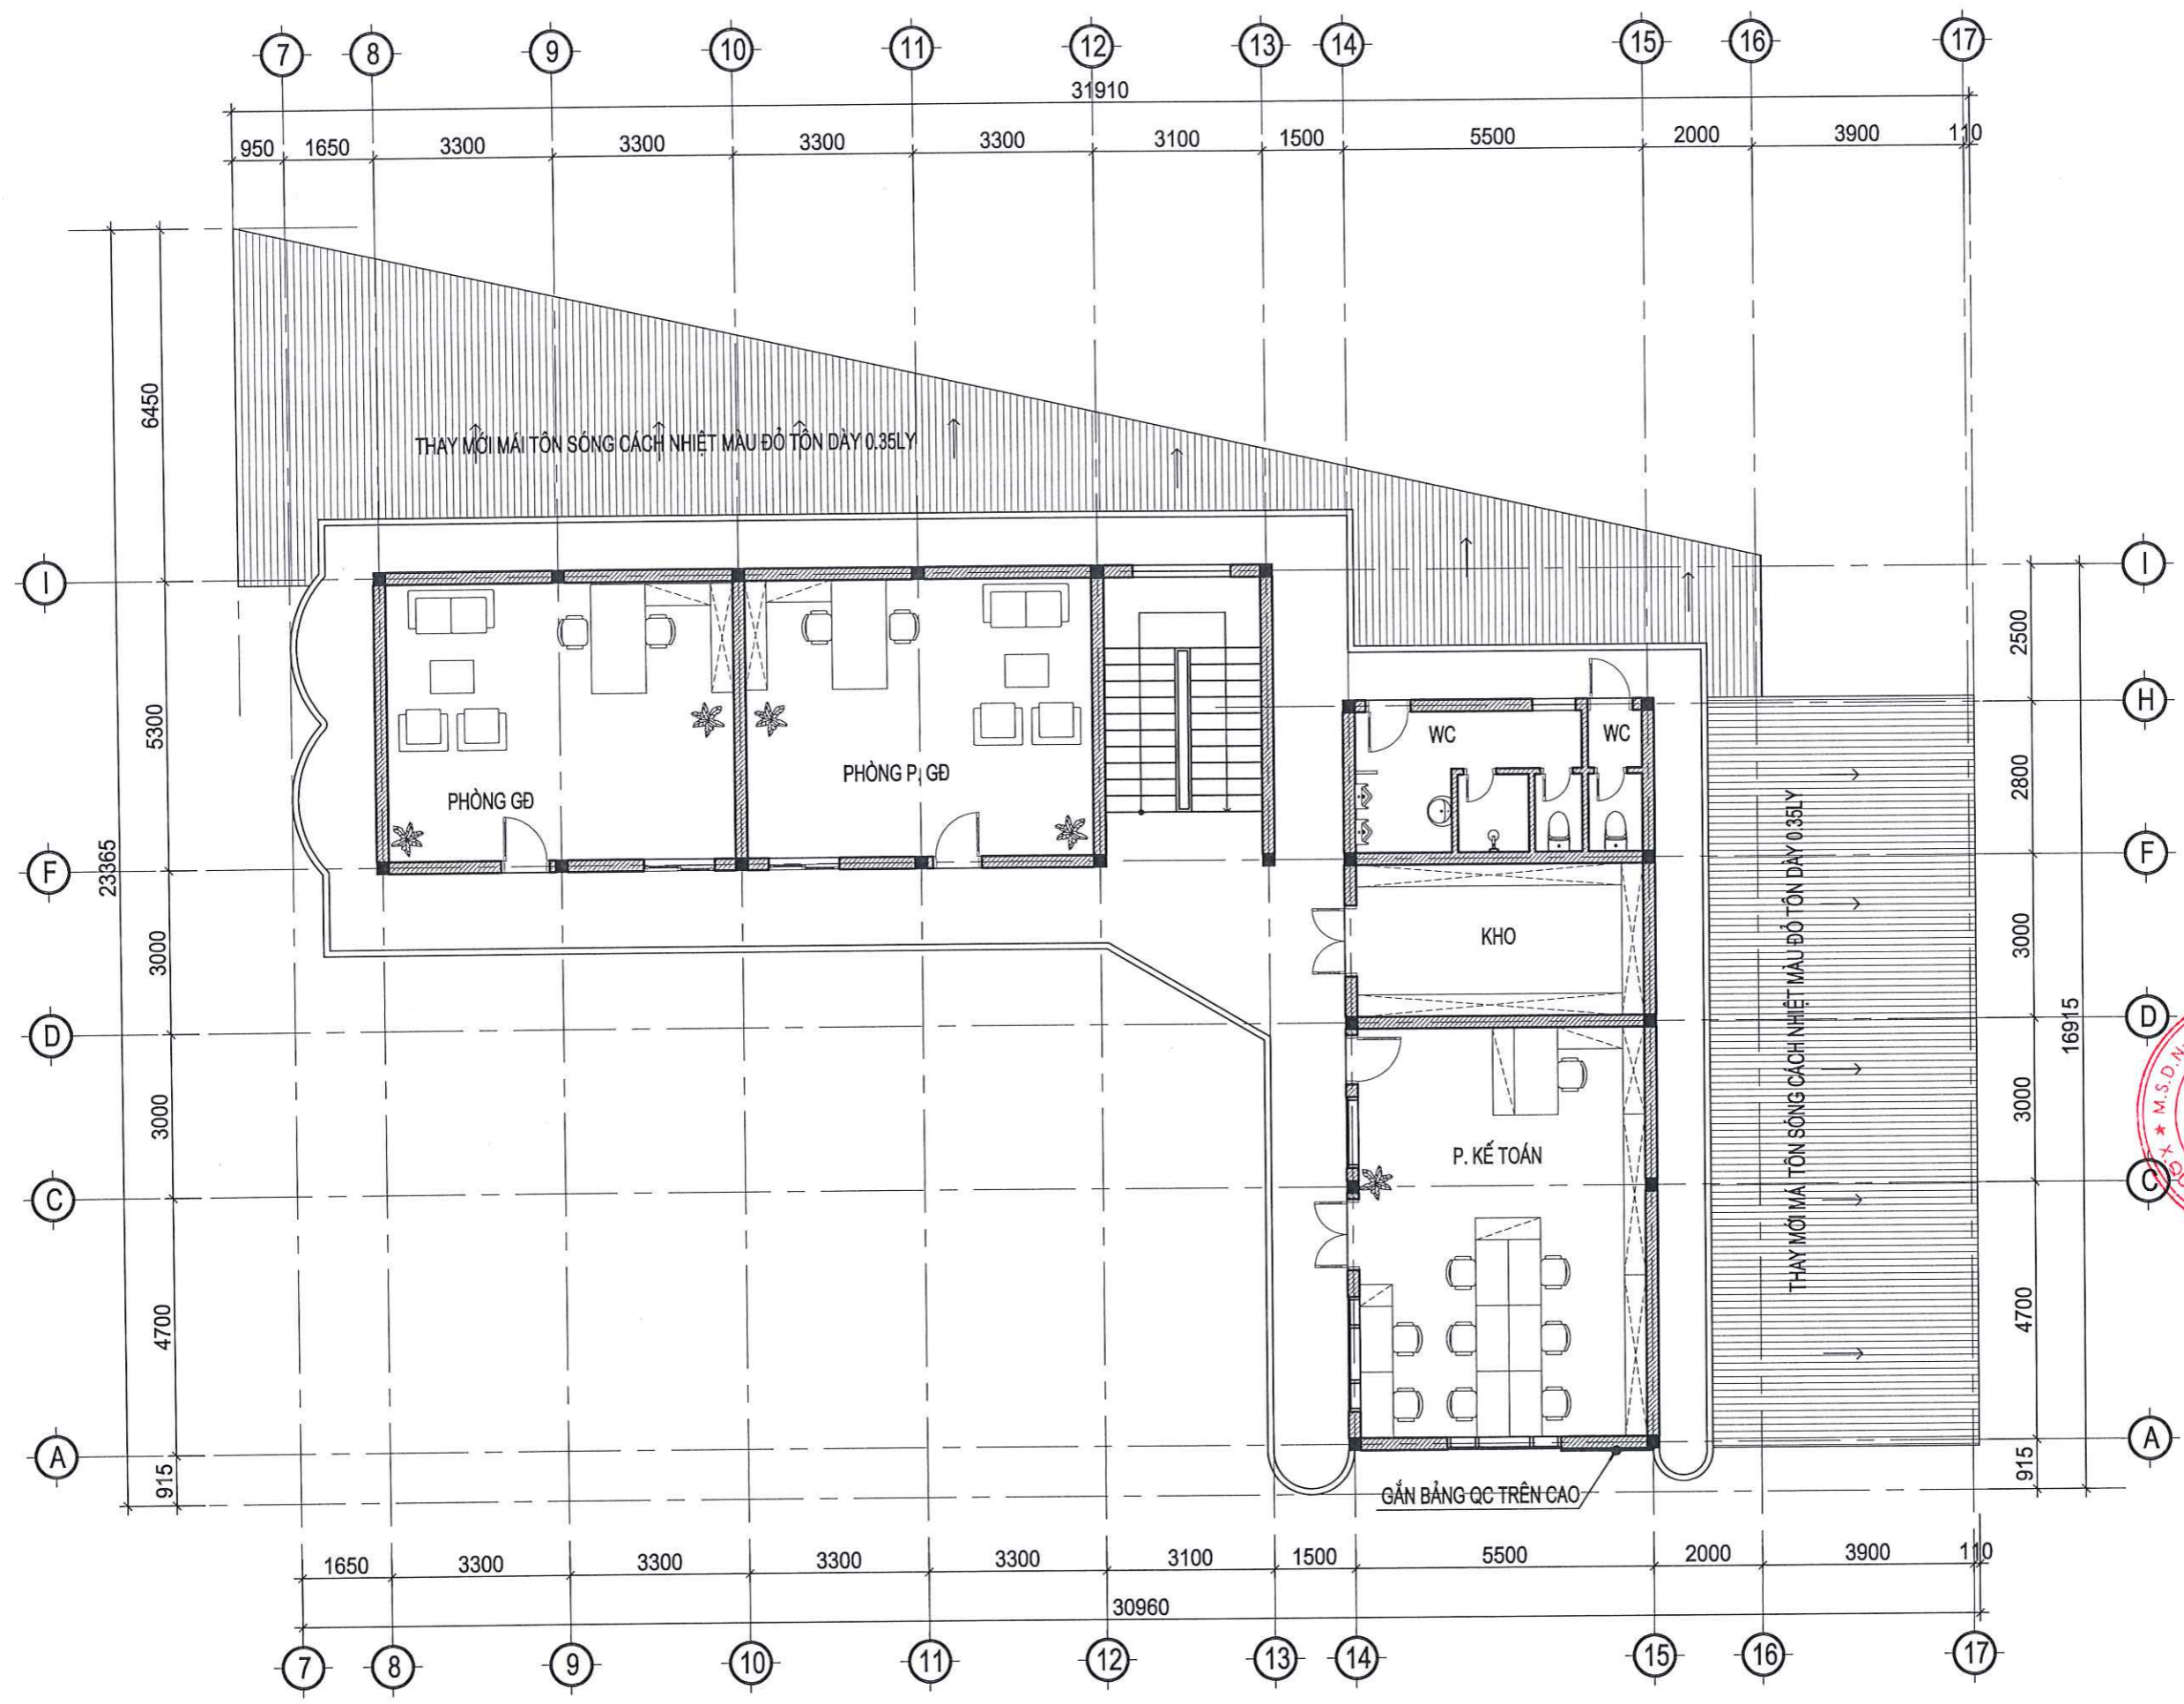 7 8 9 10 11 12 13 14 15 16 17
31910
950 1650 3300 3300 3300 3300 3100 1500 5500 2000 3900 110
THAY MỚI MÁI TÔN SÓNG CÁCH NHIỆT MÀU ĐỎ TÔN DÀY 0.35LY
I
F
D
C
A
23365
6450
5300
3000
3000
4700
915
PHÒNG GĐ
PHÒNG P. GĐ
WC
WC
KHO
P. KẾ TOÁN
GẮN BẢNG QC TRÊN CAO
THAY MỚI MÁ TÔN SÓNG CÁCH NHIỆT MÀU ĐỎ TÔN DÀY 0.35LY
I
H
F
D
C
A
2500
2800
3000
3000
4700
915
16915
M.S.D.N
1650 3300 3300 3300 3300 3100 1500 5500 2000 3900 110
30960
7 8 9 10 11 12 13 14 15 16 17